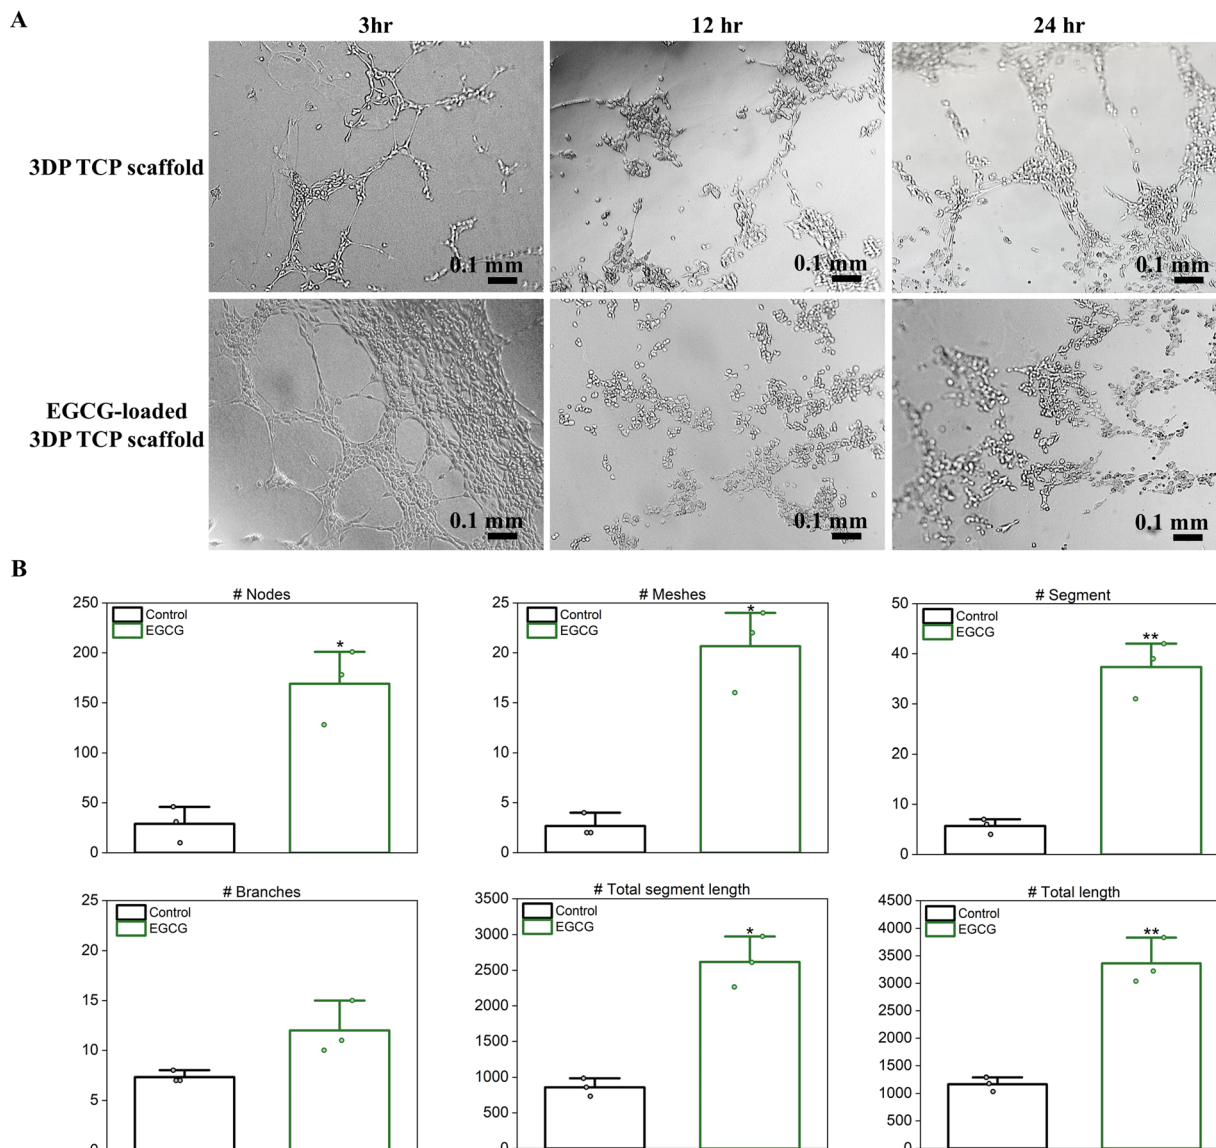 A
3hr
12 hr
24 hr
3DP TCP scaffold
0.1 mm
0.1 mm
0.1 mm
EGCG-loaded
3DP TCP scaffold
0.1 mm
0.1 mm
0.1 mm
B
# Nodes
Control
EGCG
*
250
200
150
100
50
0
# Meshes
Control
EGCG
*
25
20
15
10
5
0
# Segment
Control
EGCG
**
50
40
30
20
10
0
# Branches
Control
EGCG
25
20
15
10
5
0
# Total segment length
Control
EGCG
*
3500
3000
2500
2000
1500
1000
500
0
# Total length
Control
EGCG
**
4500
4000
3500
3000
2500
2000
1500
1000
500
0